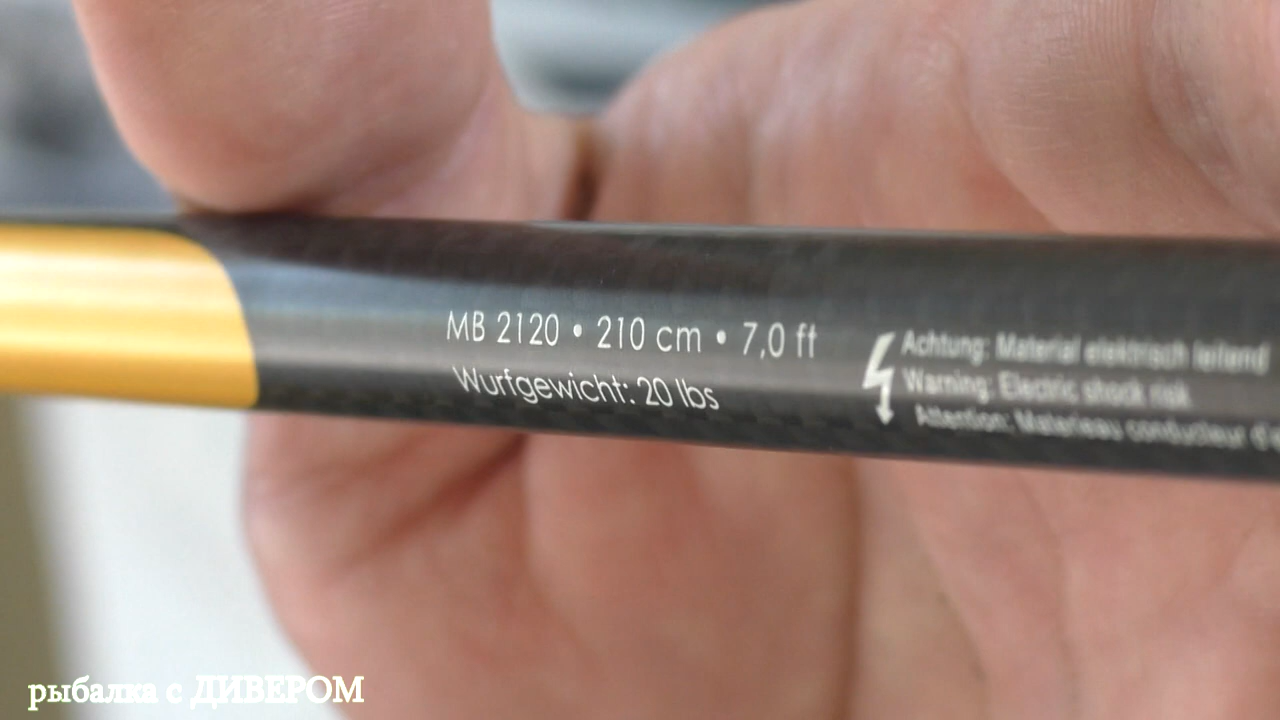 MB 2120 • 210 cm • 7,0 ft
Wurfgewicht: 20 lbs
Achtung: Material elektrisch leitend
Warning: Electric shock risk
Attention: Materieau conducteur
рыбалка с ДИВЕРОМ